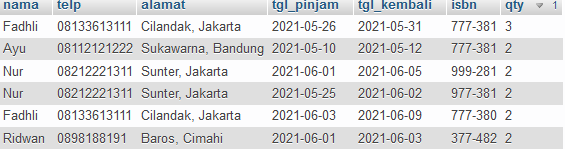 nama telp alamat tgl_pinjam tgl_kembali isbn qty 1
Fadhli 08133613111 Cilandak, Jakarta 2021-05-26 2021-05-31 777-381 3
Ayu 08112121222 Sukawarna, Bandung 2021-05-10 2021-05-12 777-381 2
Nur 08212221311 Sunter, Jakarta 2021-06-01 2021-06-05 999-281 2
Nur 08212221311 Sunter, Jakarta 2021-05-25 2021-06-02 977-381 2
Fadhli 08133613111 Cilandak, Jakarta 2021-06-03 2021-06-09 777-380 2
Ridwan 0898188191 Baros, Cimahi 2021-06-01 2021-06-03 377-482 2